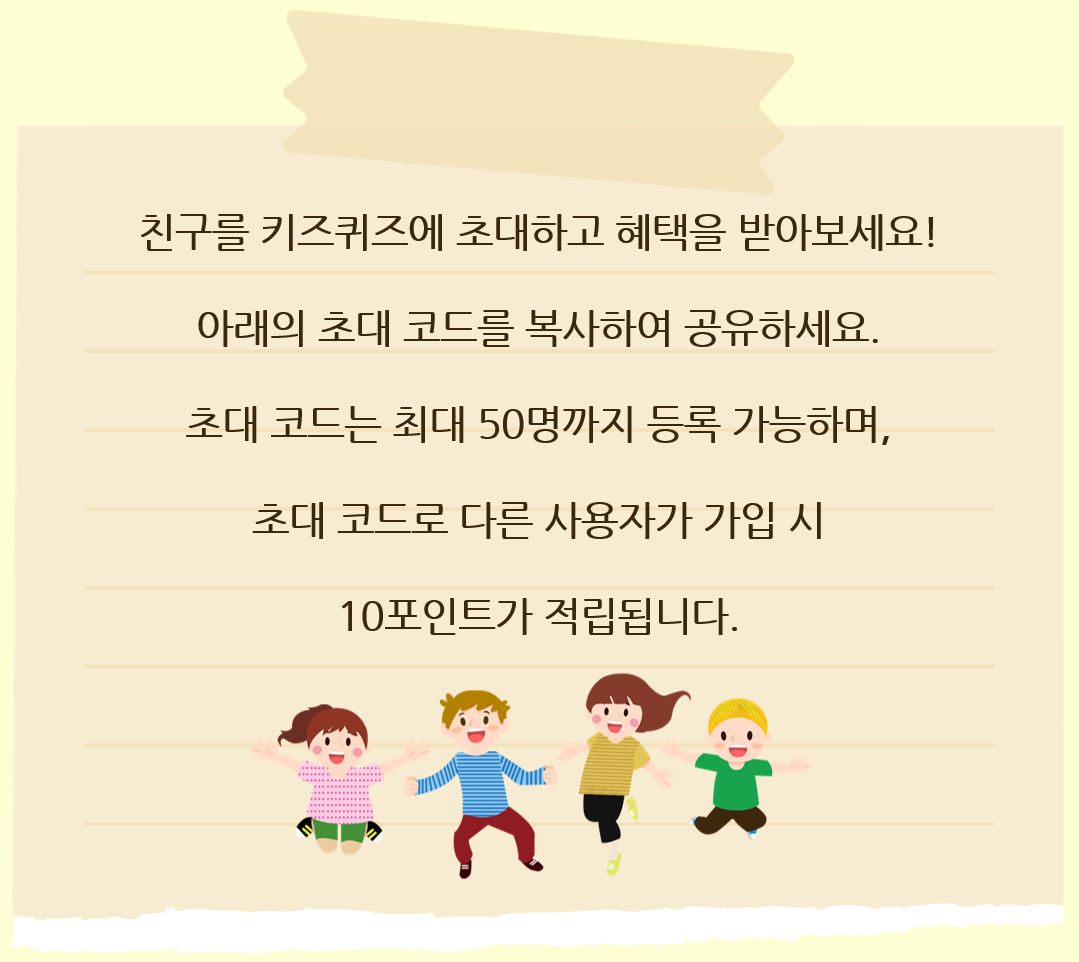 친구를 키즈퀴즈에 초대하고 혜택을 받아보세요!
아래의 초대 코드를 복사하여 공유하세요.
초대 코드는 최대 50명까지 등록 가능하며,
초대 코드로 다른 사용자가 가입 시
10포인트가 적립됩니다.